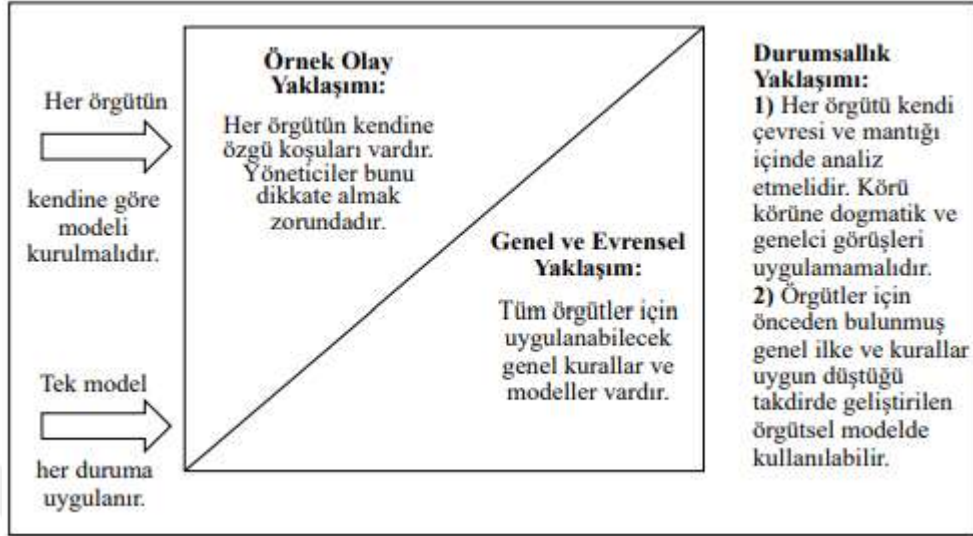 Her örgütün
kendine göre
modeli
kurulmalıdır.
Tek model
her duruma
uygulanır.
Örnek Olay
Yaklaşımı:
Her örgütün kendine
özgü koşuları vardır.
Yöneticiler bunu
dikkate almak
zorundadır.
Genel ve Evrensel
Yaklaşım:
Tüm örgütler için
uygulanabilecek
genel kurallar ve
modeller vardır.
Durumsallık
Yaklaşımı:
1) Her örgütü kendi
çevresi ve mantığı
içinde analiz
etmelidir. Körü
körüne dogmatik ve
genelci görüşleri
uygulamamalıdır.
2) Örgütler için
önceden bulunmuş
genel ilke ve kurallar
uygun düştüğü
takdirde geliştirilen
örgütsel modelde
kullanılabilir.